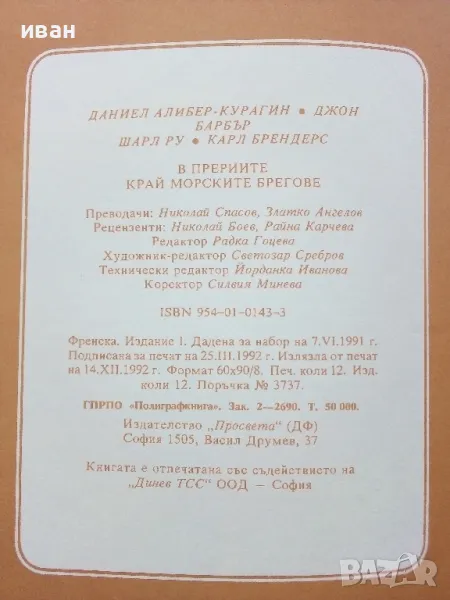 иван
ДАНИЕЛ АЛИБЕР-КУРАГИН • ДЖОН
БАРБЪР
ШАРЛ РУ • КАРЛ БРЕНДЕРС
В ПРЕРИИТЕ
КРАЙ МОРСКИТЕ БРЕГОВЕ
Преводачи: Николай Спасов, Златко Ангелов
Рецензенти: Николай Боев, Райна Карчева
Редактор Радка Гоцева
Художник-редактор Светозар Сребров
Технически редактор Йорданка Иванова
Коректор Силвия Минева
ISBN 954-01-0143-3
Френска. Издание 1. Дадена за набор на 7.VI.1991 г.
Подписана за печат на 25.III.1992 г. Излязла от печат
на 14.XII.1992 г. Формат 60x90/8. Печ. коли 12. Изд.
коли 12. Поръчка № 3737.
ГПРПО «Полиграфкнига». Зак. 2—2690. Т. 50 000.
Издателство „Просвета“ (ДФ)
София 1505, Васил Друмев, 37
Книгата е отпечатана със съдействието на
„Динев ТСС“ ООД — София
BAZAR